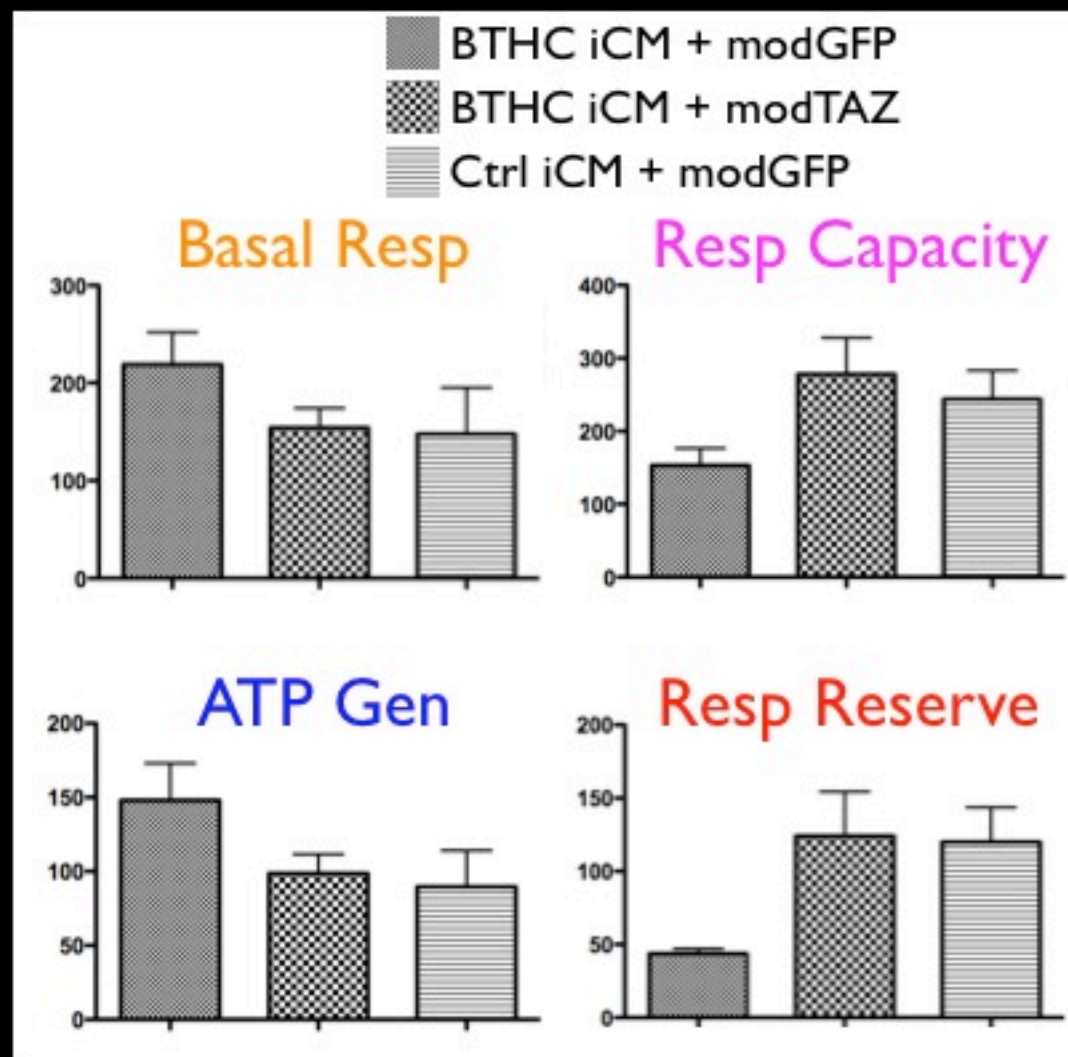 BTHC iCM + modGFP
BTHC iCM + modTAZ
Ctrl iCM + modGFP
Basal Resp
300
200
100
0
Resp Capacity
400
300
200
100
0
ATP Gen
200
150
100
50
0
Resp Reserve
200
150
100
50
0